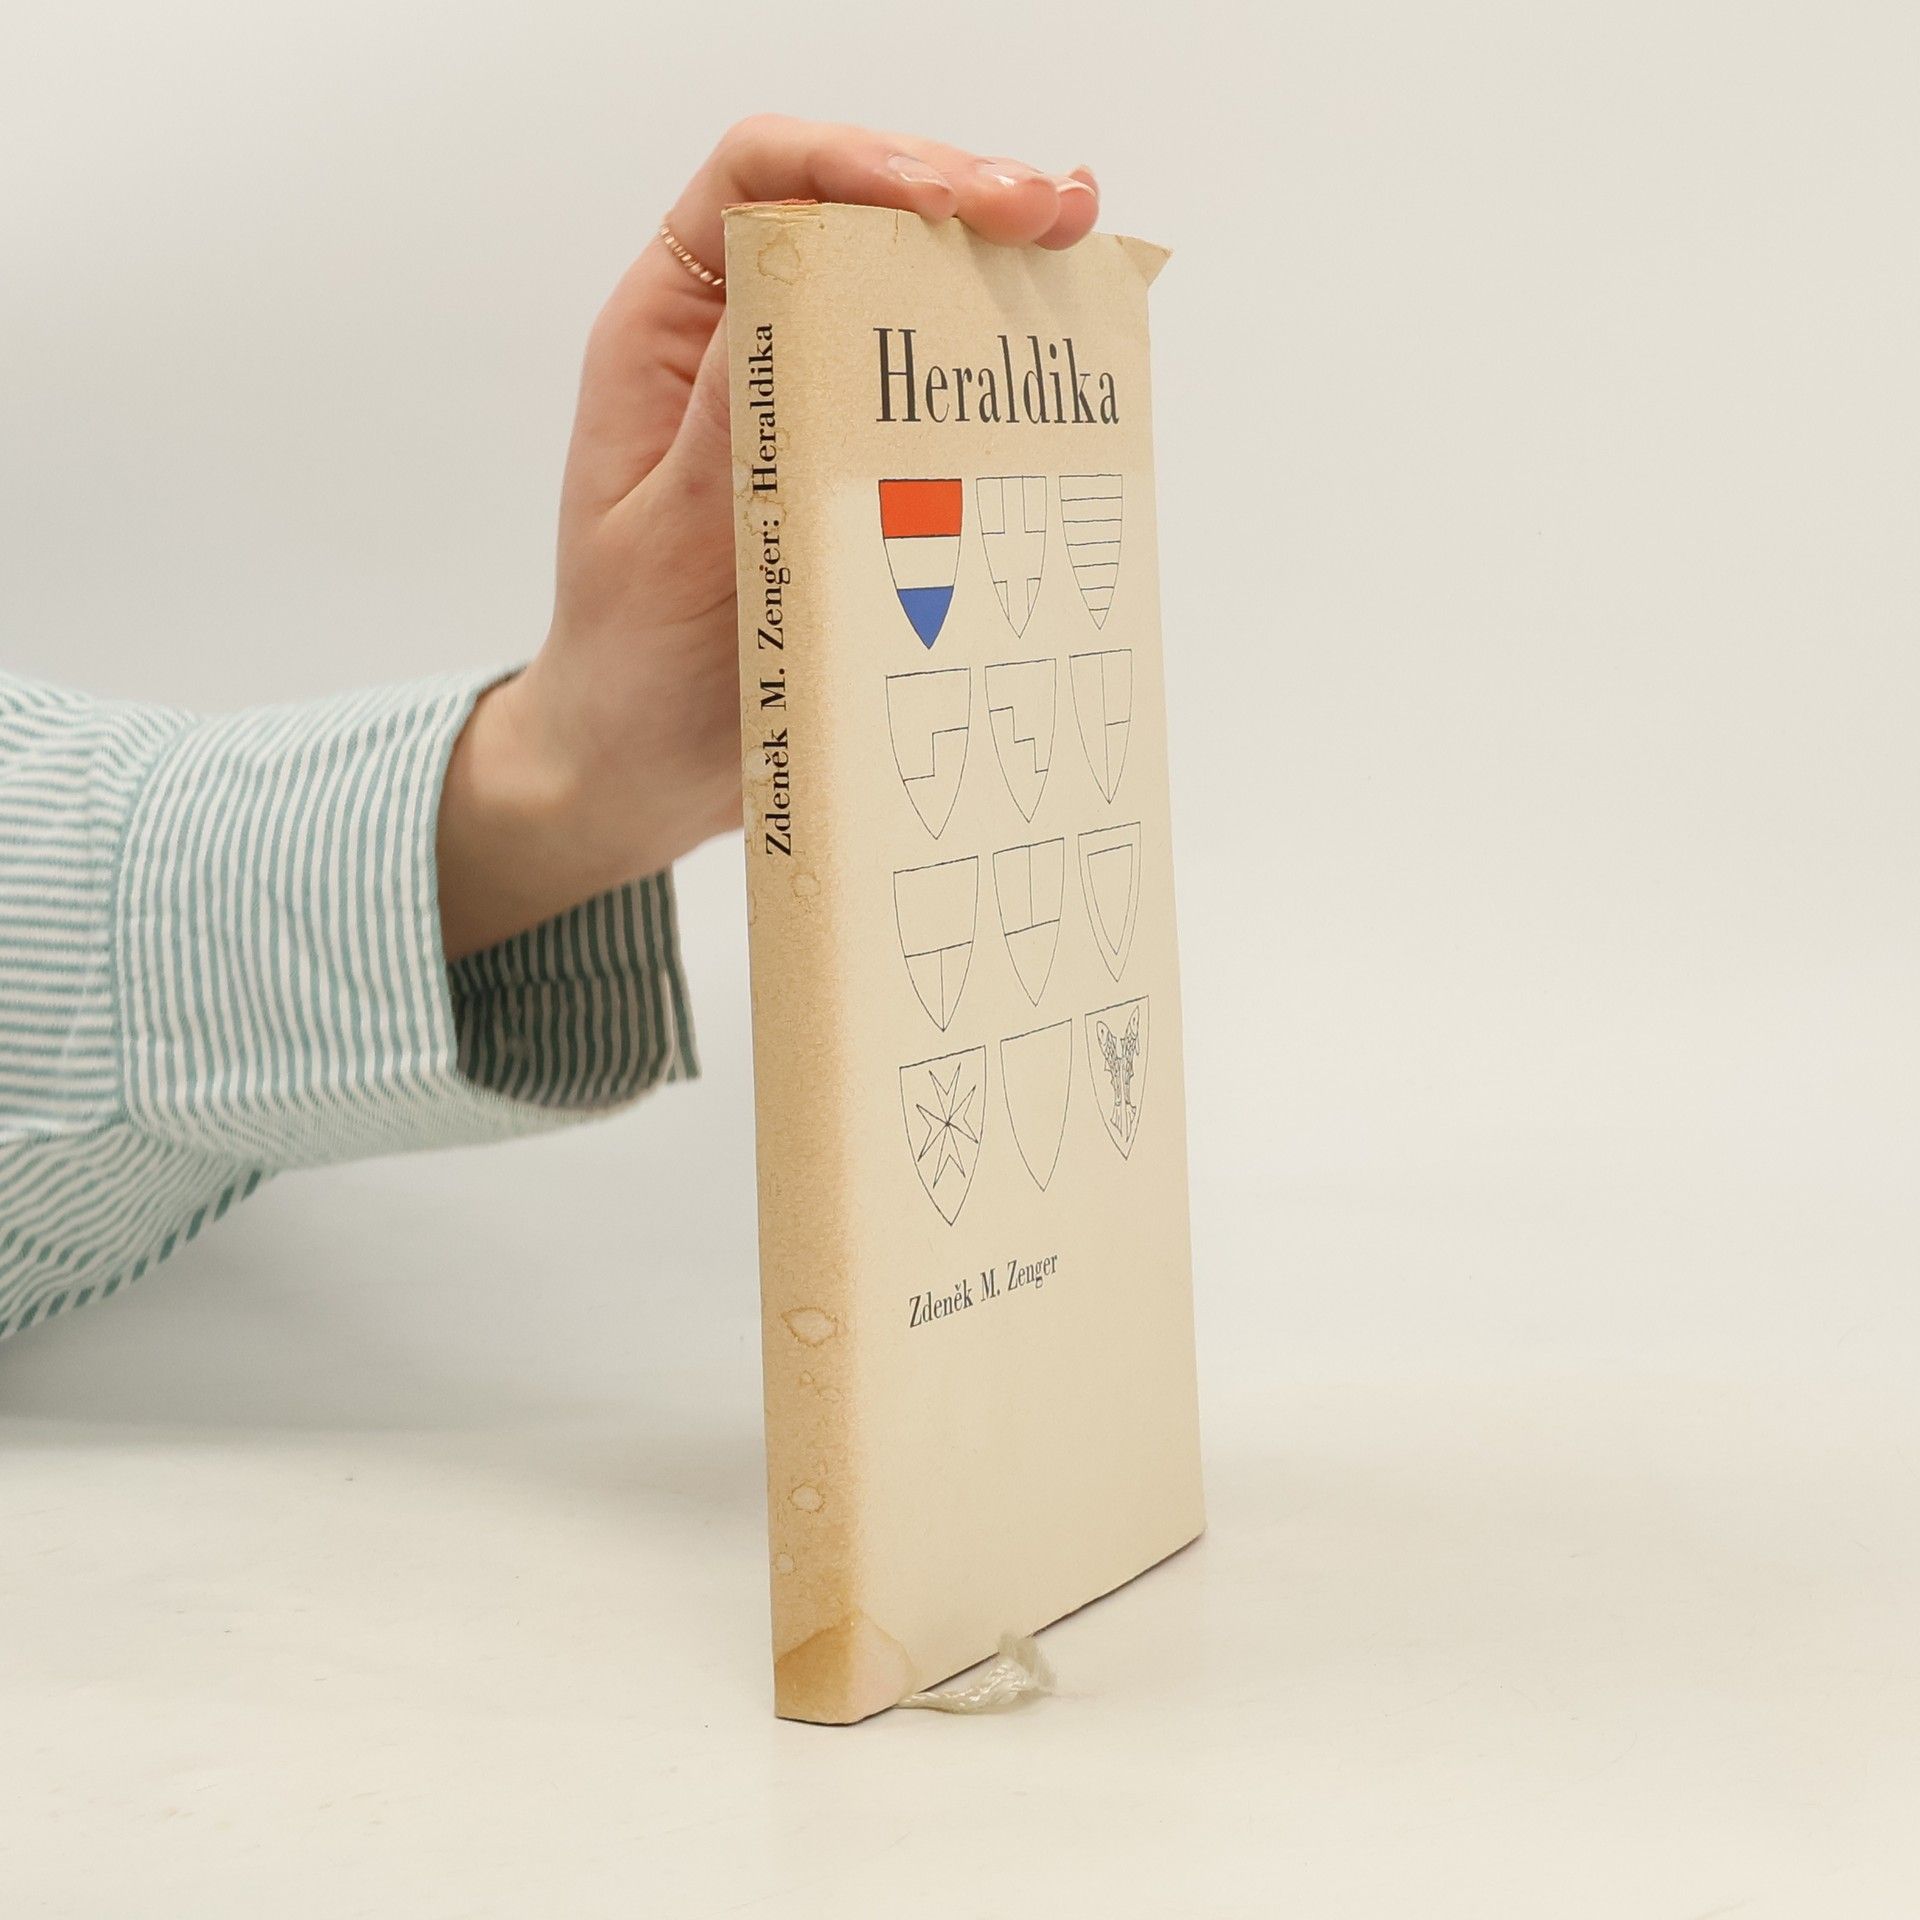 Zdeněk M. Zenger: Heraldika
Heraldika
Zdeněk M. Zenger